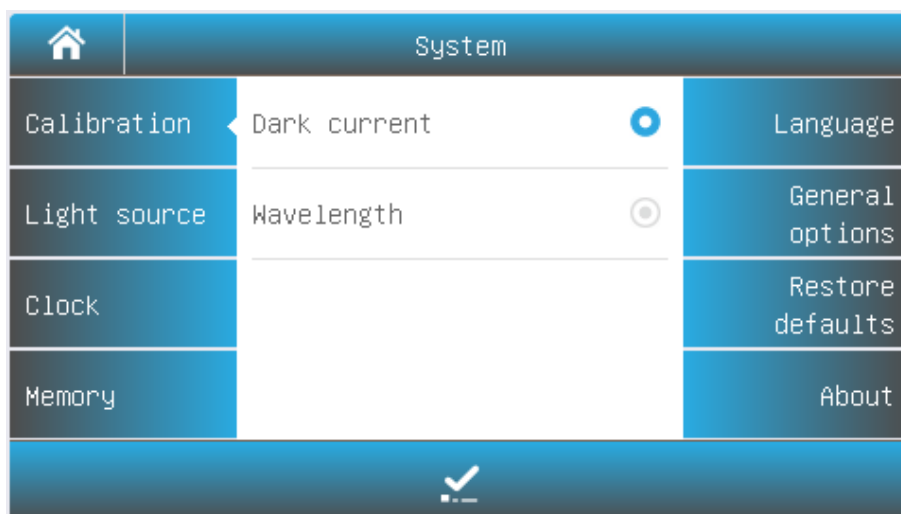 System
Calibration
Dark current
Language
Light source
Wavelength
General
options
Clock
Restore
defaults
Memory
About